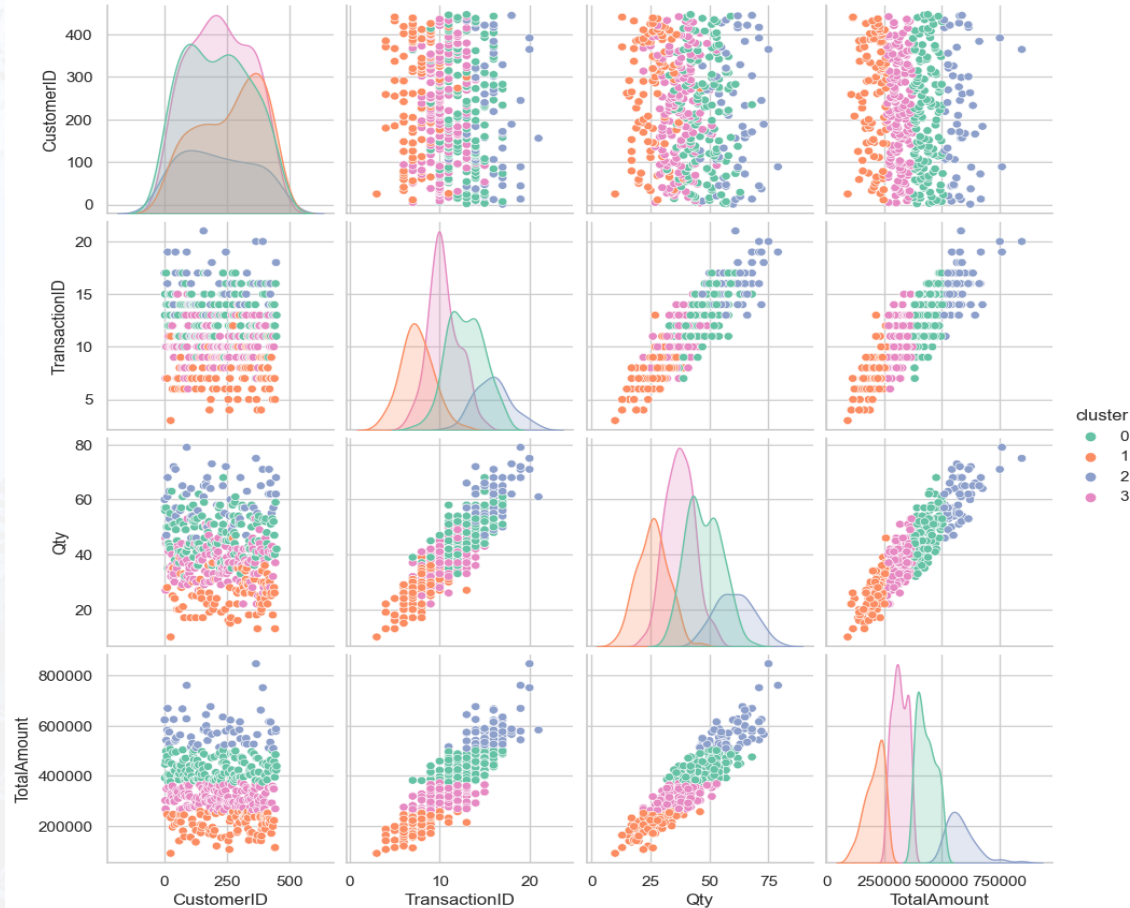 CustomerID
400
300
200
100
0
TransactionID
20
15
10
5
Qty
80
60
40
20
TotalAmount
800000
600000
400000
200000
0 250 500
CustomerID
0 10 20
TransactionID
0 25 50 75
Qty
0 250000 500000 750000
TotalAmount
cluster
0
1
2
3